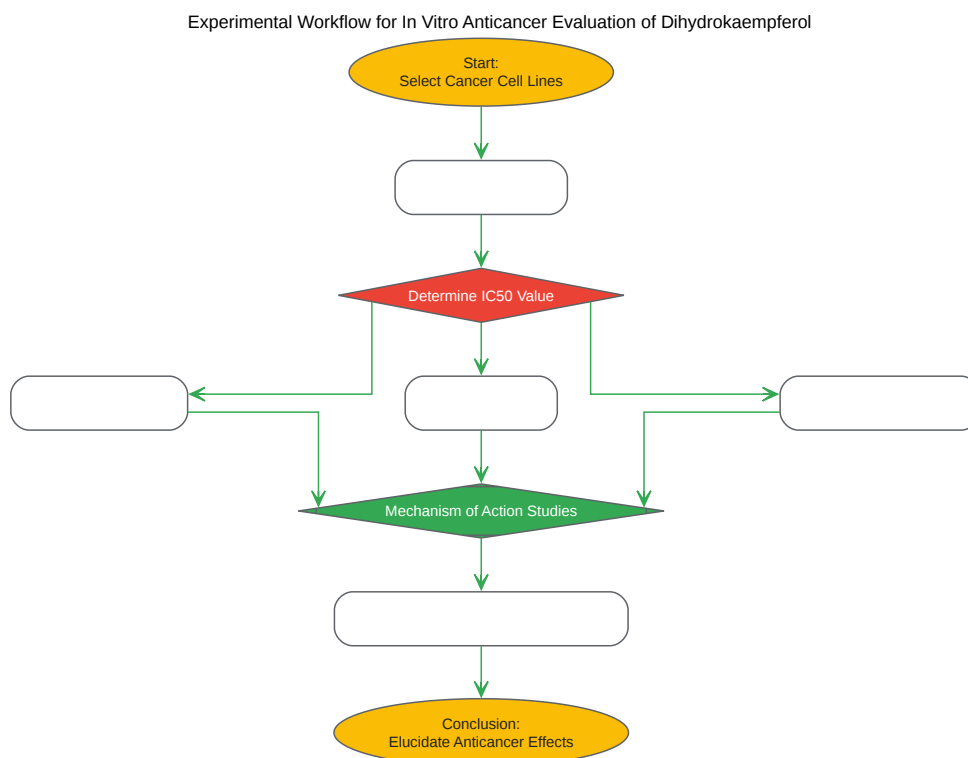 Experimental Workflow for In Vitro Anticancer Evaluation of Dihydrokaempferol
Start:
Select Cancer Cell Lines
Determine IC50 Value
Mechanism of Action Studies
Conclusion:
Elucidate Anticancer Effects